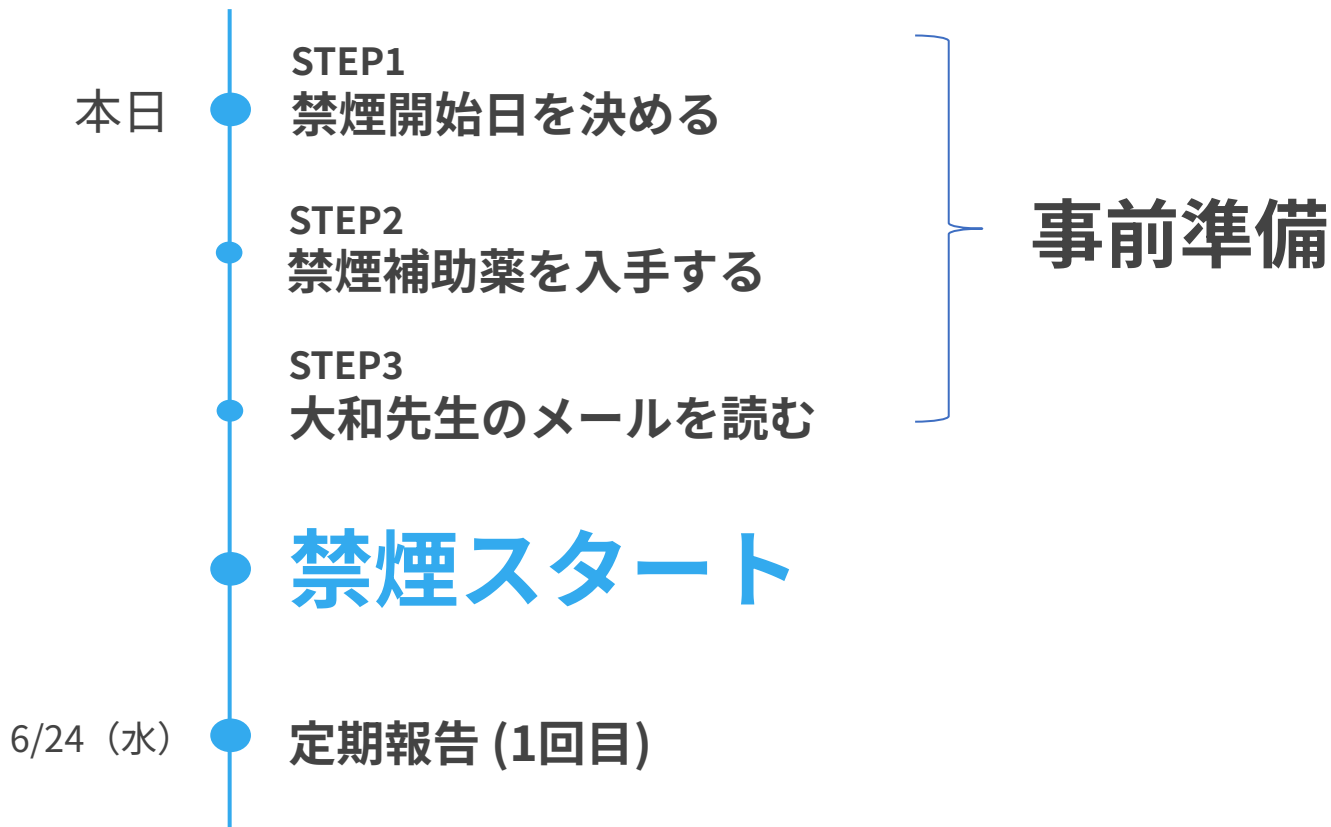 STEP1
本日
禁煙開始日を決める
STEP2
禁煙補助薬を入手する
事前準備
STEP3
大和先生のメールを読む
禁煙スタート
6/24（水）
定期報告 (1回目)